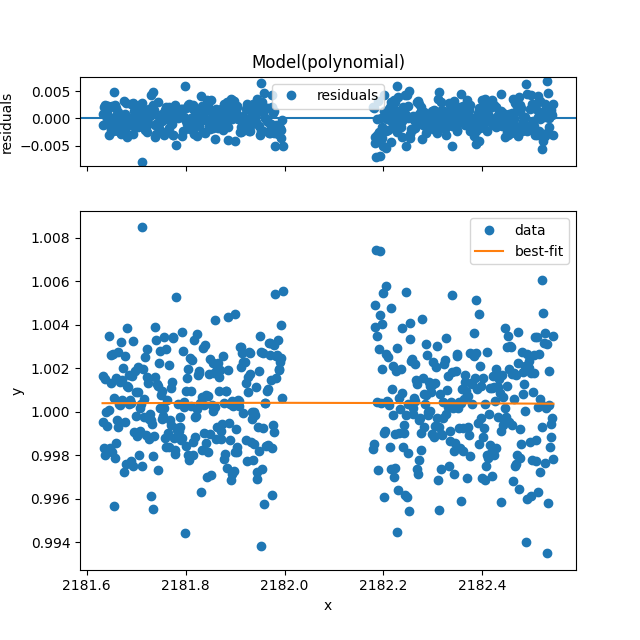 Model(polynomial)
residuals
0.005
0.000
−0.005
residuals
data
best-fit
y
1.008
1.006
1.004
1.002
1.000
0.998
0.996
0.994
2181.6 2181.8 2182.0 2182.2 2182.4
x